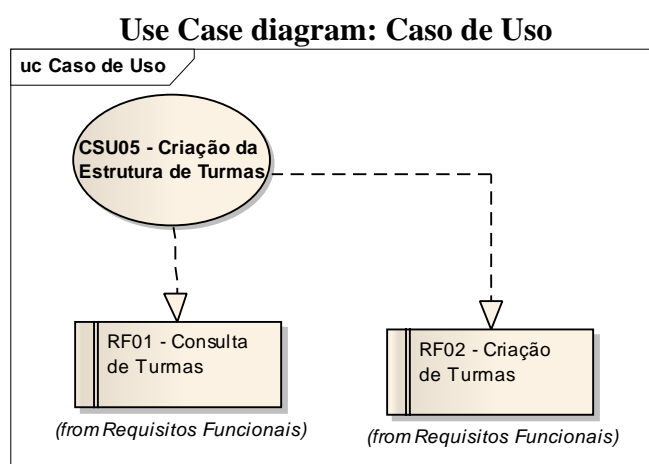 Use Case diagram: Caso de Uso
uc Caso de Uso
CSU05 - Criação da
Estrutura de Turmas
RF01 - Consulta
de Turmas
(from Requisitos Funcionais)
RF02 - Criação
de Turmas
(from Requisitos Funcionais)